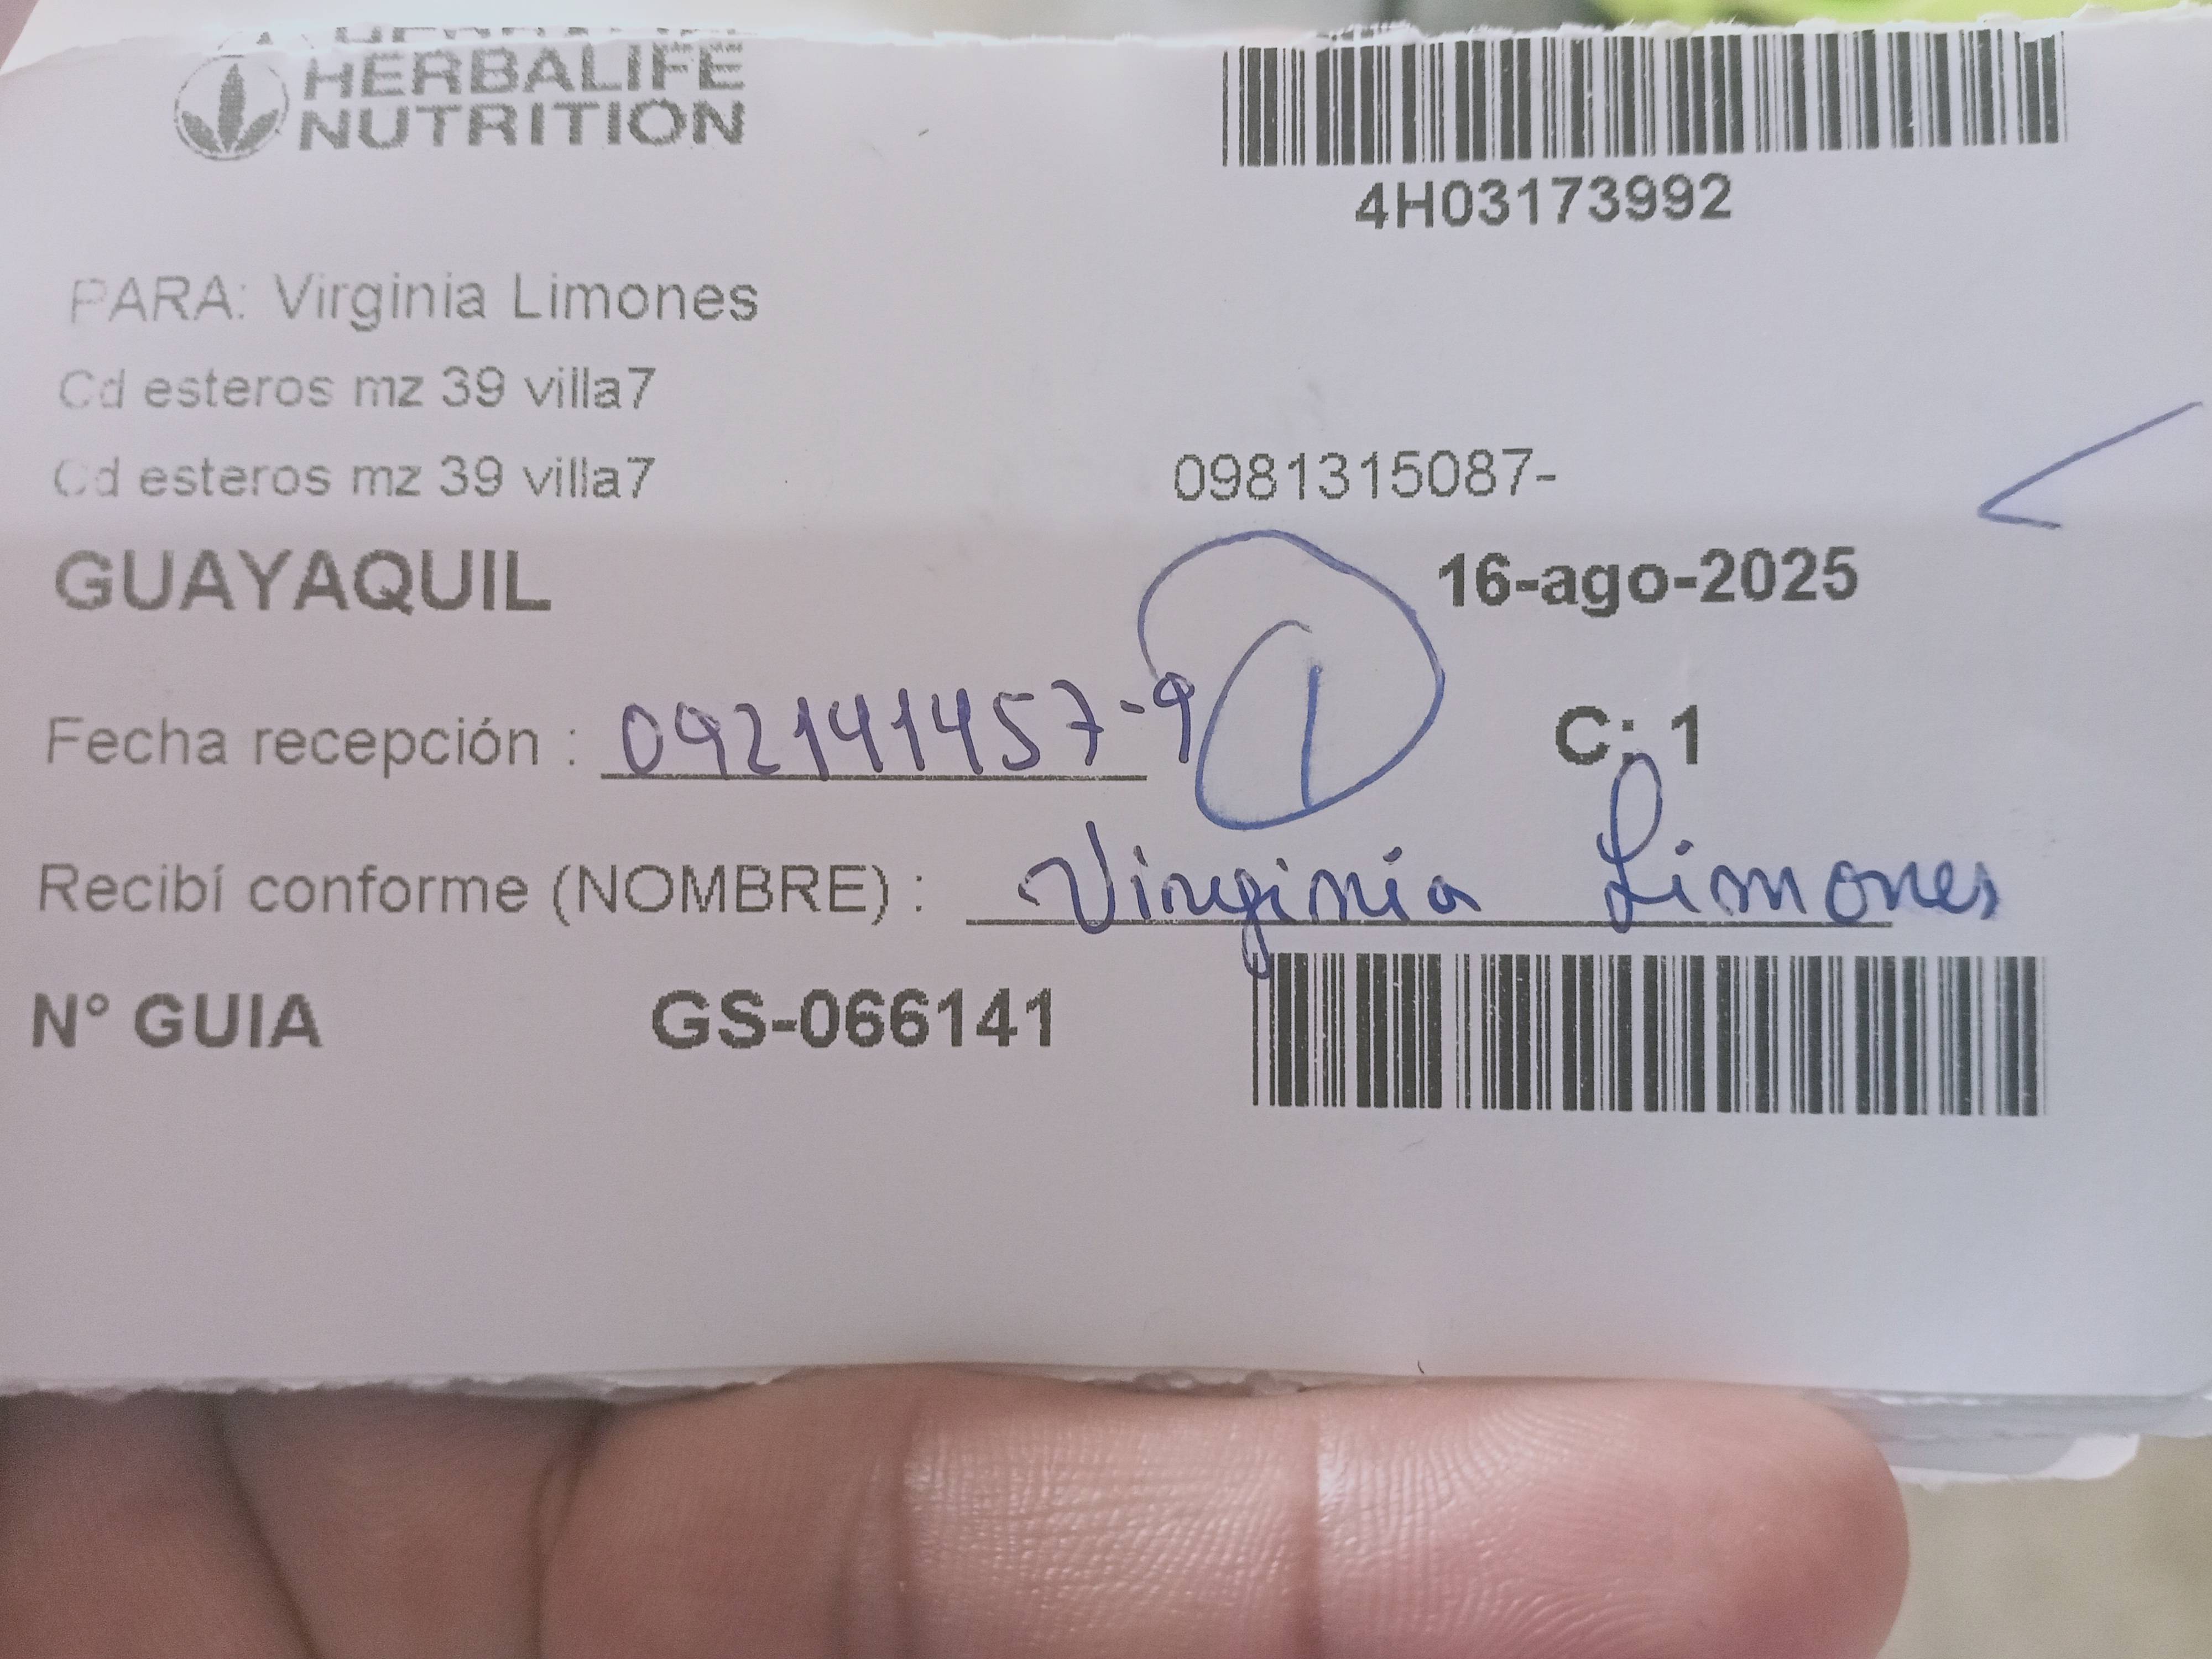 HERBALIFE
NUTRITION
4H03173992
PARA: Virginia Limones
Cd esteros mz 39 villa7
Cd esteros mz 39 villa7 0981315087-
GUAYAQUIL 16-ago-2025
Fecha recepción : 092141457-9 1 C: 1
Recibí conforme (NOMBRE) : Virginia Limones
N° GUIA GS-066141